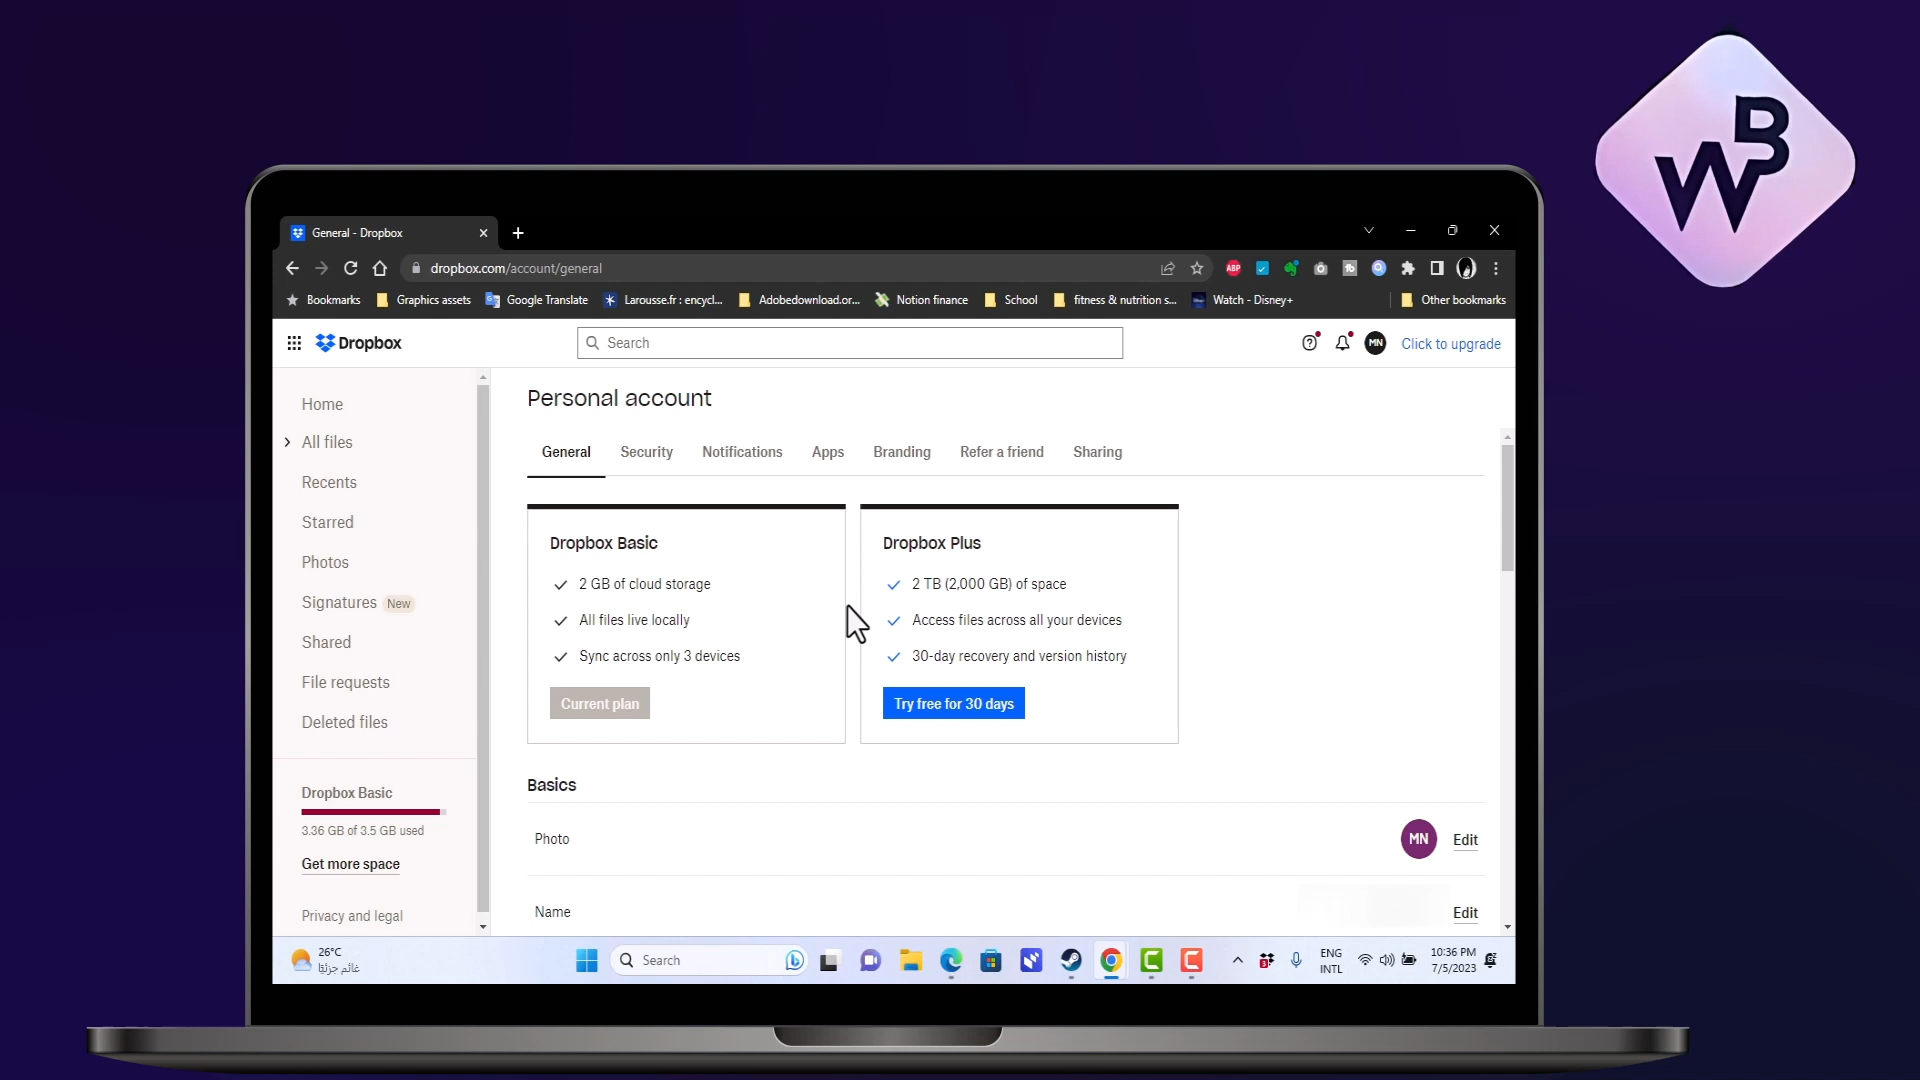 WB
General - Dropbox
dropbox.com/account/general
ABP
Bookmarks
Graphics assets
Google Translate
Larousse.fr : encycl...
Adobedownload.or...
Notion finance
School
fitness & nutrition s...
Watch - Disney+
Other bookmarks
Dropbox
Search
MN
Click to upgrade
Home
All files
Recents
Starred
Photos
Signatures New
Shared
File requests
Deleted files
Dropbox Basic
3.36 GB of 3.5 GB used
Get more space
Privacy and legal
Personal account
General
Security
Notifications
Apps
Branding
Refer a friend
Sharing
Dropbox Basic
2 GB of cloud storage
All files live locally
Sync across only 3 devices
Current plan
Dropbox Plus
2 TB (2,000 GB) of space
Access files across all your devices
30-day recovery and version history
Try free for 30 days
Basics
Photo
MN
Edit
Name
Edit
26°C
غائم جزئيًا
Search
ENG
INTL
10:36 PM
7/5/2023